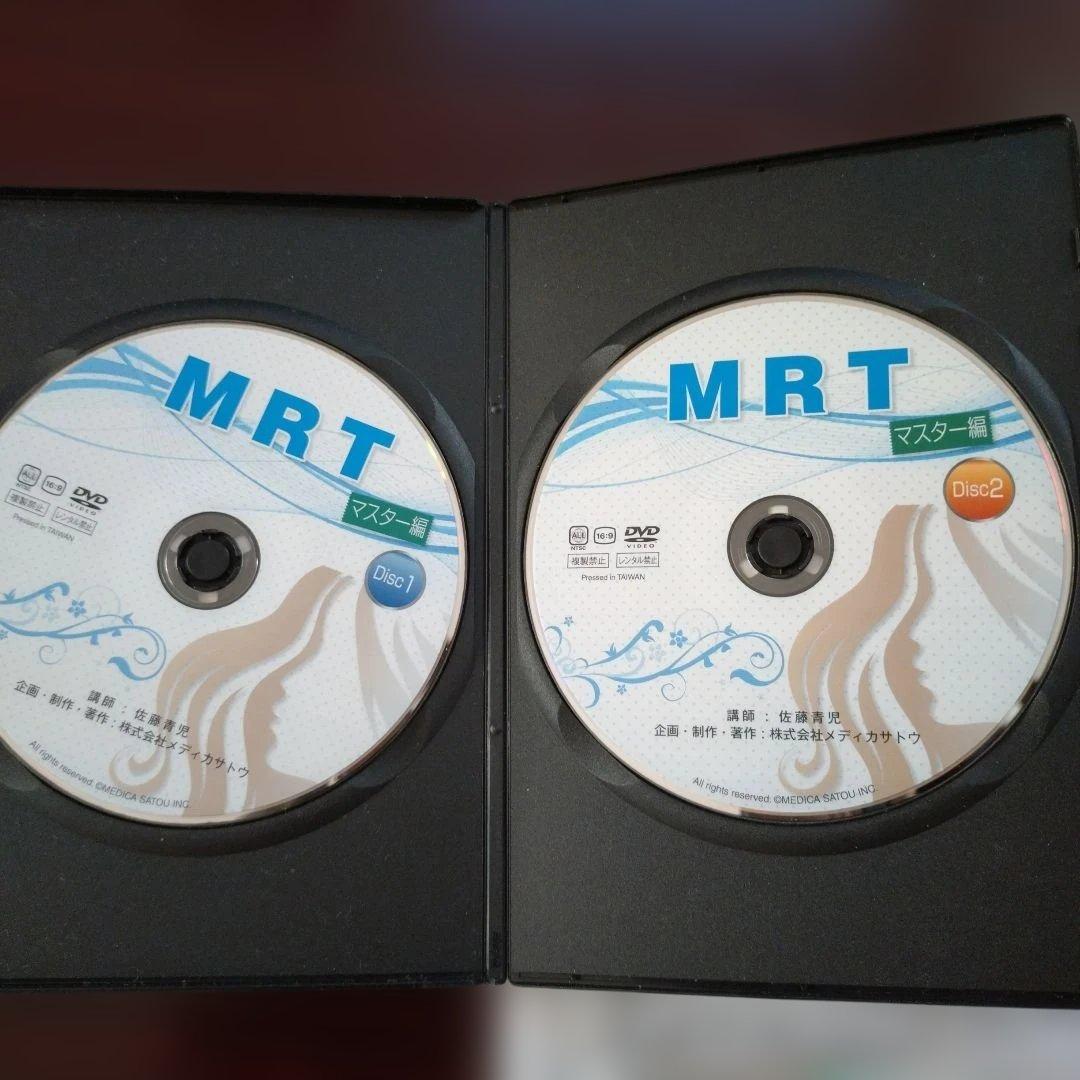 MRT
マスター編
Disc1
ALL
NTSC
16:9
DVD
VIDEO
複製禁止
レンタル禁止
Pressed in TAIWAN
講師：佐藤青児
企画・制作・著作：株式会社メディカサトウ
All rights reserved. ©MEDICA SATOU INC.
MRT
マスター編
Disc2
ALL
NTSC
16:9
DVD
VIDEO
複製禁止
レンタル禁止
Pressed in TAIWAN
講師：佐藤青児
企画・制作・著作：株式会社メディカサトウ
All rights reserved. ©MEDICA SATOU INC.